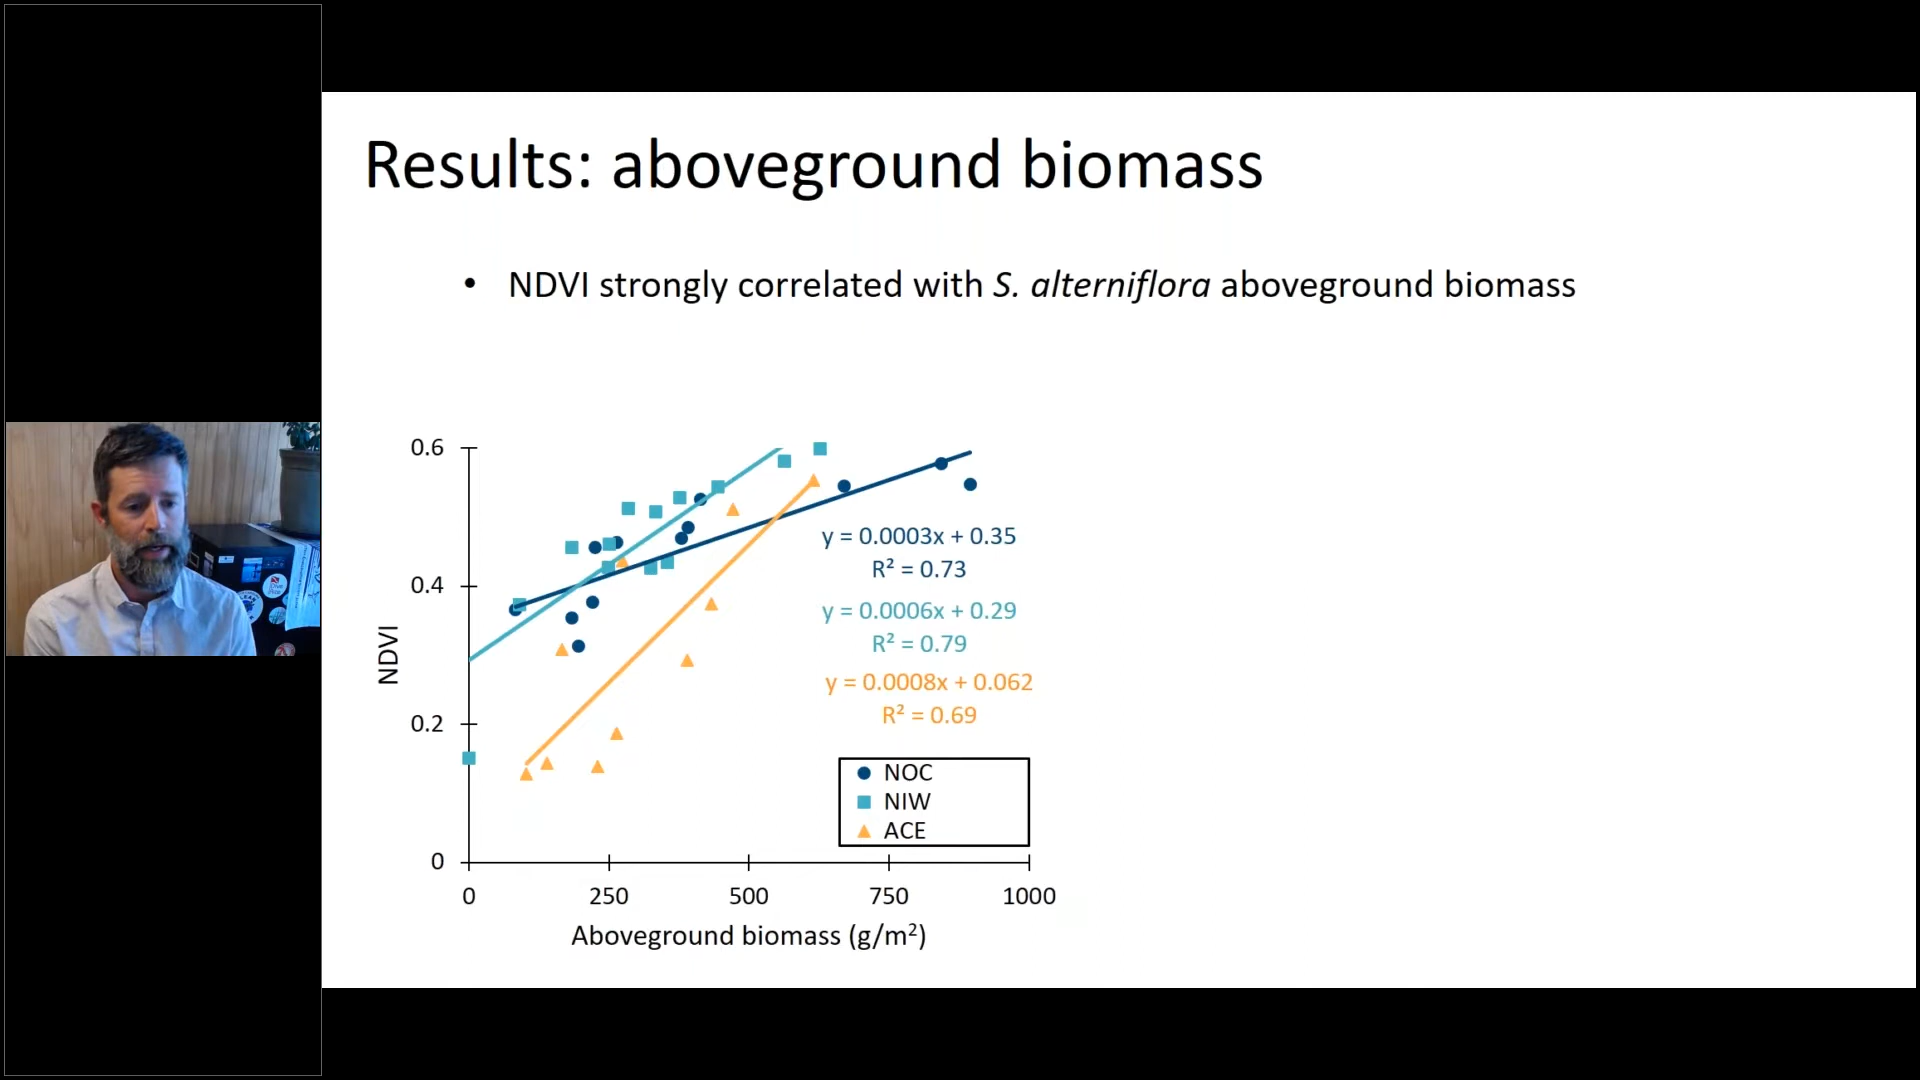 Results: aboveground biomass
• NDVI strongly correlated with S. alterniflora aboveground biomass
0.6
0.4
0.2
0
NDVI
y = 0.0003x + 0.35
R² = 0.73
y = 0.0006x + 0.29
R² = 0.79
y = 0.0008x + 0.062
R² = 0.69
NOC
NIW
ACE
0 250 500 750 1000
Aboveground biomass (g/m²)